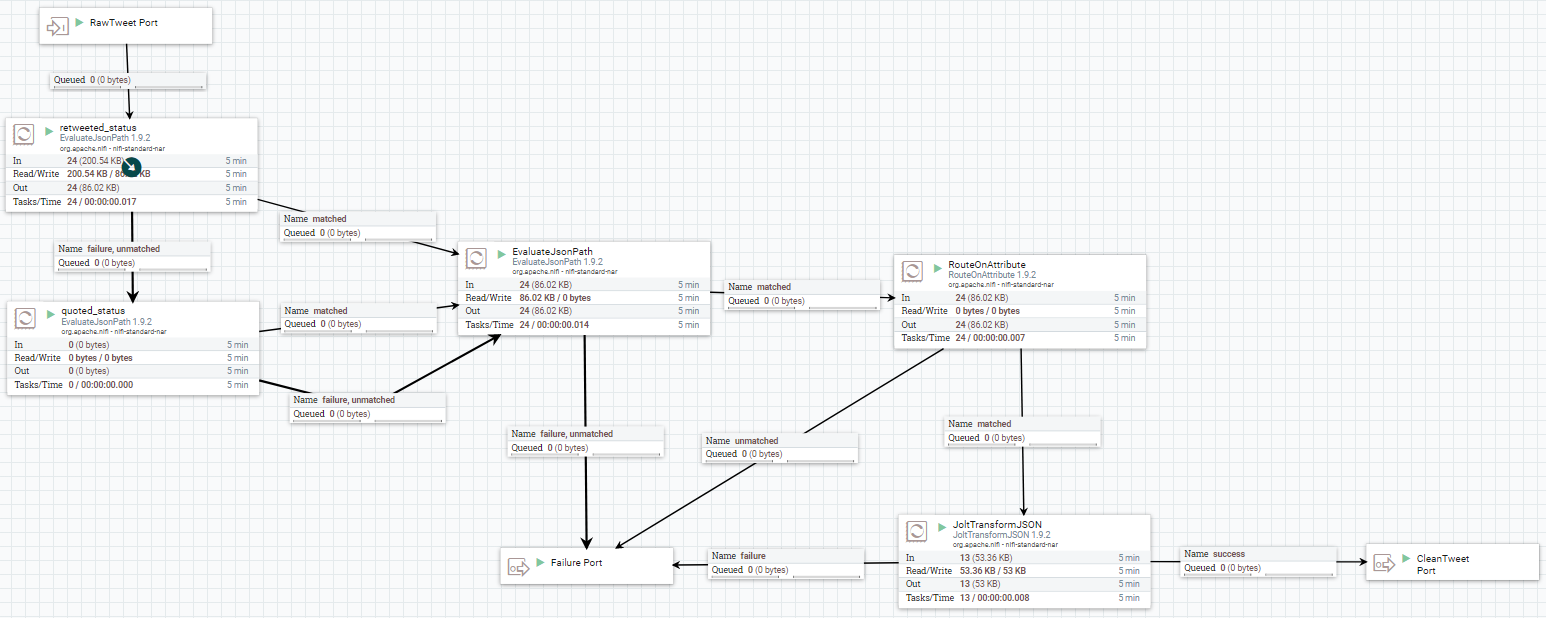 RawTweet Port
Queued 0 (0 bytes)
retweeted_status
EvaluateJsonPath 1.9.2
org.apache.nifi - nifi-standard-nar
In 24 (200.54 KB) 5 min
Read/Write 200.54 KB / 86 KB 5 min
Out 24 (86.02 KB) 5 min
Tasks/Time 24 / 00:00:00.017 5 min
Name matched
Queued 0 (0 bytes)
Name failure, unmatched
Queued 0 (0 bytes)
quoted_status
EvaluateJsonPath 1.9.2
org.apache.nifi - nifi-standard-nar
In 0 (0 bytes) 5 min
Read/Write 0 bytes / 0 bytes 5 min
Out 0 (0 bytes) 5 min
Tasks/Time 0 / 00:00:00.000 5 min
Name matched
Queued 0 (0 bytes)
Name failure, unmatched
Queued 0 (0 bytes)
EvaluateJsonPath
EvaluateJsonPath 1.9.2
org.apache.nifi - nifi-standard-nar
In 24 (86.02 KB) 5 min
Read/Write 86.02 KB / 0 bytes 5 min
Out 24 (86.02 KB) 5 min
Tasks/Time 24 / 00:00:00.014 5 min
Name matched
Queued 0 (0 bytes)
RouteOnAttribute
RouteOnAttribute 1.9.2
org.apache.nifi - nifi-standard-nar
In 24 (86.02 KB) 5 min
Read/Write 0 bytes / 0 bytes 5 min
Out 24 (86.02 KB) 5 min
Tasks/Time 24 / 00:00:00.007 5 min
Name failure, unmatched
Queued 0 (0 bytes)
Name unmatched
Queued 0 (0 bytes)
Name matched
Queued 0 (0 bytes)
Failure Port
Name failure
Queued 0 (0 bytes)
JoltTransformJSON
JoltTransformJSON 1.9.2
org.apache.nifi - nifi-standard-nar
In 13 (53.36 KB) 5 min
Read/Write 53.36 KB / 53 KB 5 min
Out 13 (53 KB) 5 min
Tasks/Time 13 / 00:00:00.008 5 min
Name success
Queued 0 (0 bytes)
CleanTweet
Port